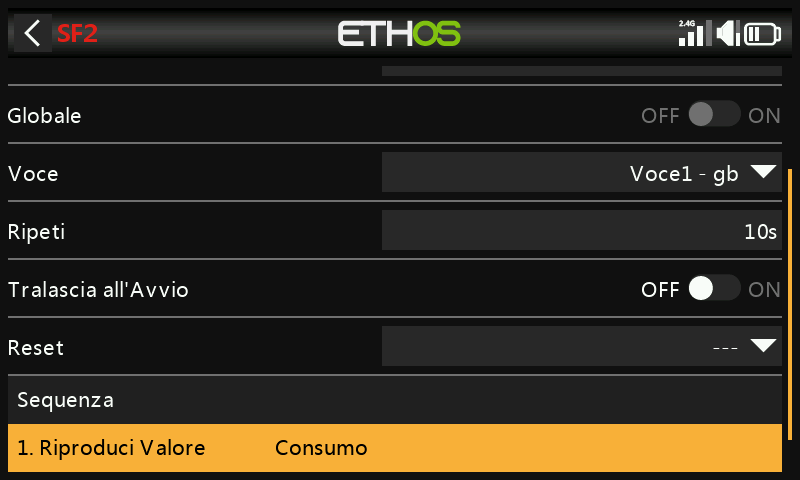 SF2 ETHOS 2.4G
Globale OFF ON
Voce Voce1 - gb
Ripeti 10s
Tralascia all'Avvio OFF ON
Reset ---
Sequenza
1. Riproduci Valore Consumo